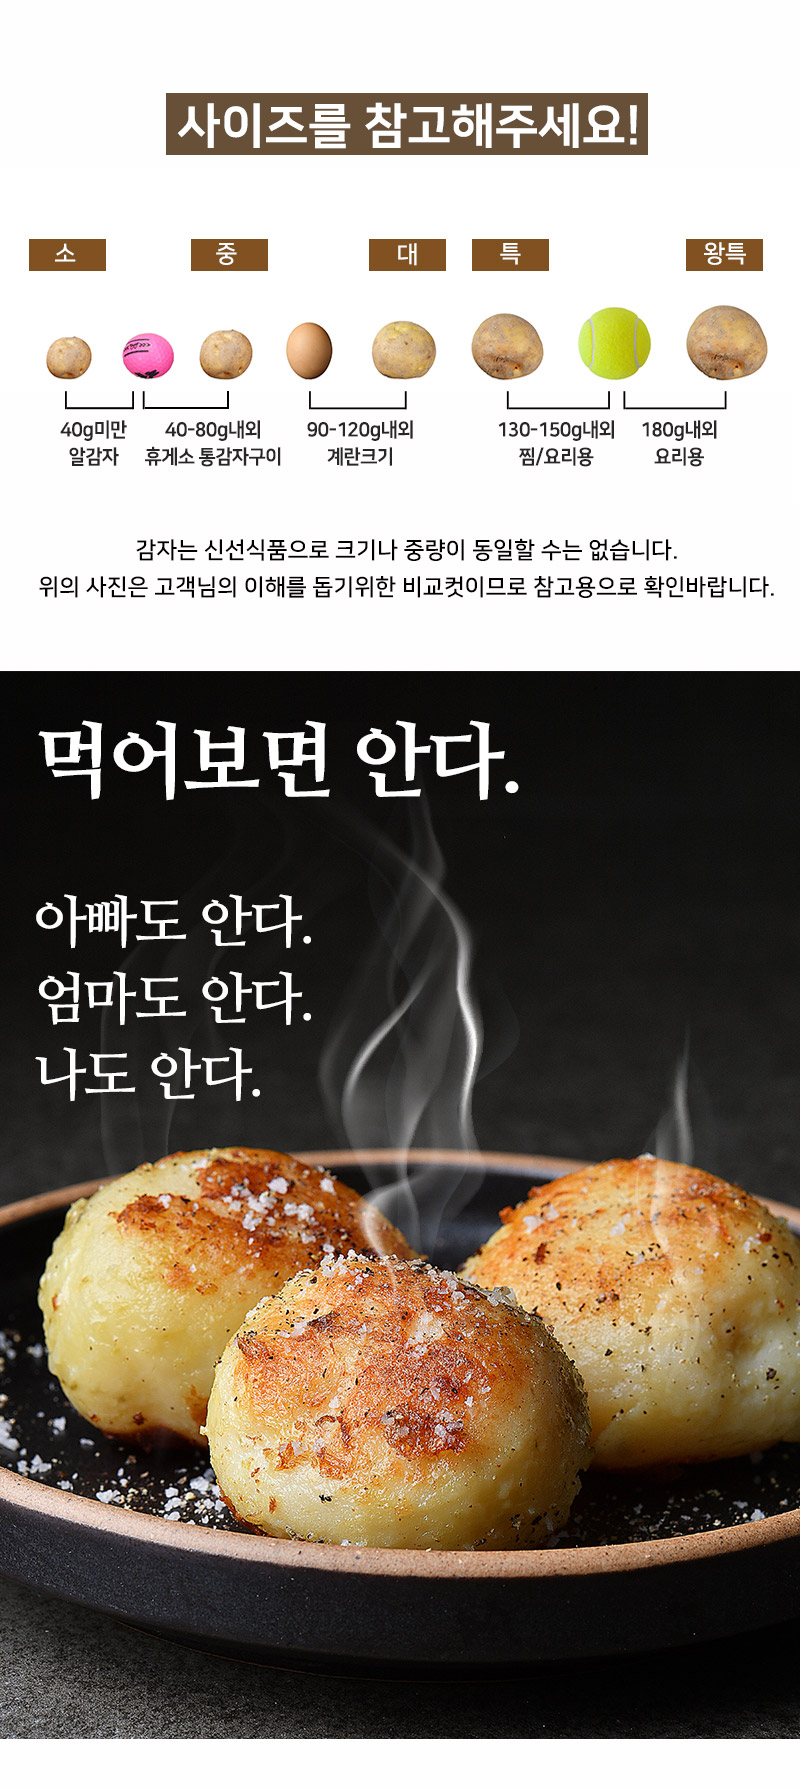 사이즈를 참고해주세요!
소
중
대
특
왕특
40g미만
알감자
40-80g내외
휴게소 통감자구이
90-120g내외
계란크기
130-150g내외
찜/요리용
180g내외
요리용
감자는 신선식품으로 크기나 중량이 동일할 수는 없습니다.
위의 사진은 고객님의 이해를 돕기위한 비교컷이므로 참고용으로 확인바랍니다.
먹어보면 안다.
아빠도 안다.
엄마도 안다.
나도 안다.